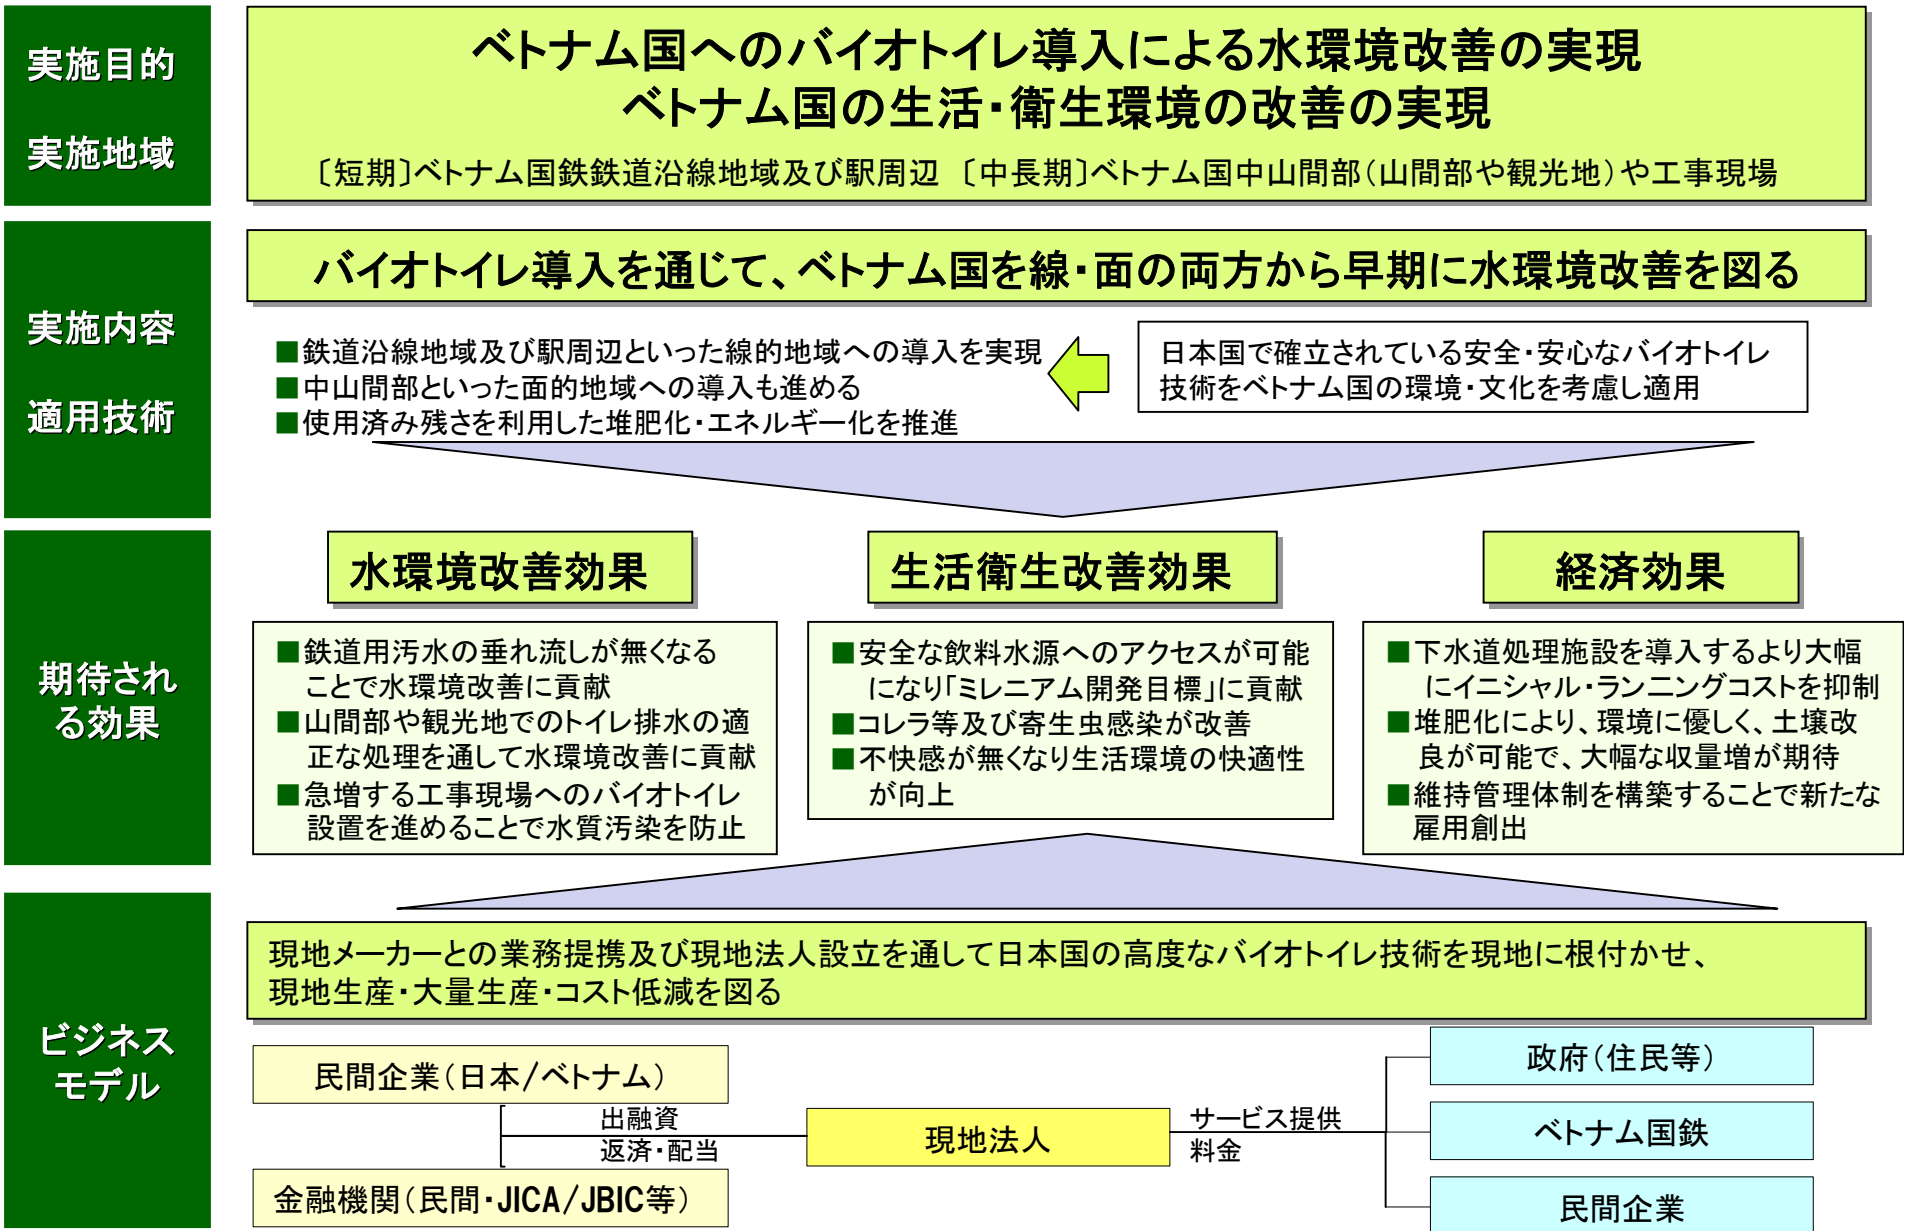 実施目的
実施地域
ベトナム国へのバイオトイレ導入による水環境改善の実現
ベトナム国の生活・衛生環境の改善の実現
〔短期〕ベトナム国鉄鉄道沿線地域及び駅周辺 〔中長期〕ベトナム国中山間部（山間部や観光地）や工事現場
実施内容
適用技術
バイオトイレ導入を通じて、ベトナム国を線・面の両方から早期に水環境改善を図る
■鉄道沿線地域及び駅周辺といった線的地域への導入を実現
■中山間部といった面的地域への導入も進める
■使用済み残さを利用した堆肥化・エネルギー化を推進
日本国で確立されている安全・安心なバイオトイレ
技術をベトナム国の環境・文化を考慮し適用
期待され
る効果
水環境改善効果
■鉄道用汚水の垂れ流しが無くなる
ことで水環境改善に貢献
■山間部や観光地でのトイレ排水の適
正な処理を通して水環境改善に貢献
■急増する工事現場へのバイオトイレ
設置を進めることで水質汚染を防止
生活衛生改善効果
■安全な飲料水源へのアクセスが可能
になり「ミレニアム開発目標」に貢献
■コレラ等及び寄生虫感染が改善
■不快感が無くなり生活環境の快適性
が向上
経済効果
■下水道処理施設を導入するより大幅
にイニシャル・ランニングコストを抑制
■堆肥化により、環境に優しく、土壌改
良が可能で、大幅な収量増が期待
■維持管理体制を構築することで新たな
雇用創出
ビジネス
モデル
現地メーカーとの業務提携及び現地法人設立を通して日本国の高度なバイオトイレ技術を現地に根付かせ、
現地生産・大量生産・コスト低減を図る
民間企業（日本/ベトナム）
出融資
返済・配当
金融機関（民間・JICA/JBIC等）
現地法人
サービス提供
料金
政府（住民等）
ベトナム国鉄
民間企業